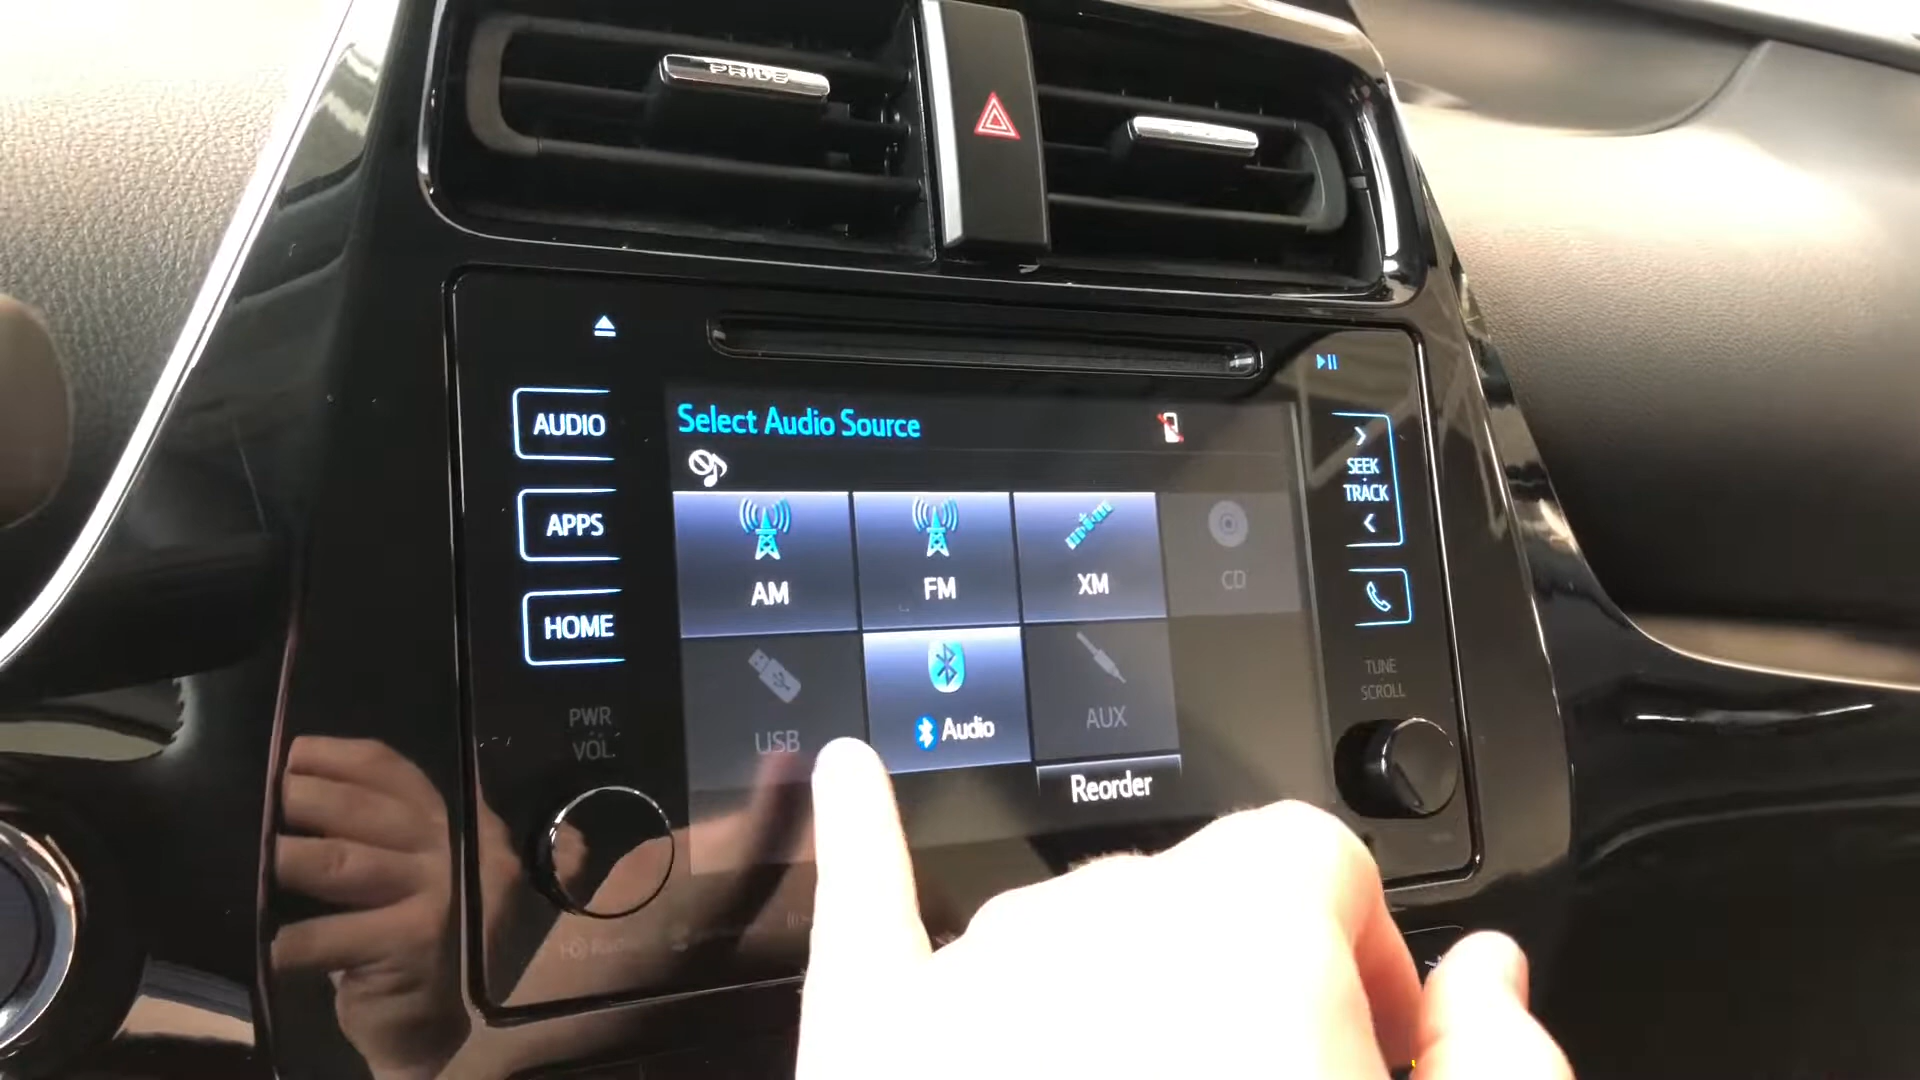 PRIUS
AUDIO
APPS
HOME
PWR
VOL.
Select Audio Source
AM
FM
XM
CD
USB
Audio
AUX
Reorder
SEEK
TRACK
TUNE
SCROLL